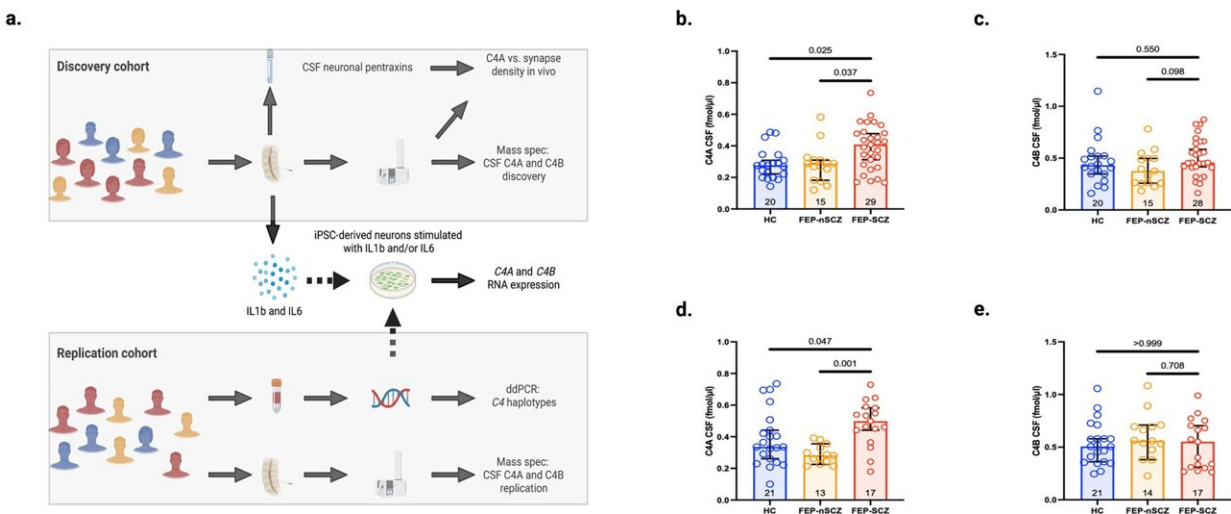 a.
Discovery cohort
CSF neuronal pentraxins
C4A vs. synapse
density in vivo
Mass spec:
CSF C4A and C4B
discovery
iPSC-derived neurons stimulated
with IL1b and/or IL6
IL1b and IL6
C4A and C4B
RNA expression
Replication cohort
ddPCR:
C4 haplotypes
Mass spec:
CSF C4A and C4B
replication
b.
C4A CSF (fmol/µl)
1.0
0.8
0.6
0.4
0.2
0.0
0.025
0.037
20
15
29
HC
FEP-nSCZ
FEP-SCZ
c.
C4B CSF (fmol/µl)
1.5
1.0
0.5
0.0
0.550
0.098
20
15
28
HC
FEP-nSCZ
FEP-SCZ
d.
C4A CSF (fmol/µl)
1.0
0.8
0.6
0.4
0.2
0.0
0.047
0.001
21
13
17
HC
FEP-nSCZ
FEP-SCZ
e.
C4B CSF (fmol/µl)
1.5
1.0
0.5
0.0
>0.999
0.708
21
14
17
HC
FEP-nSCZ
FEP-SCZ